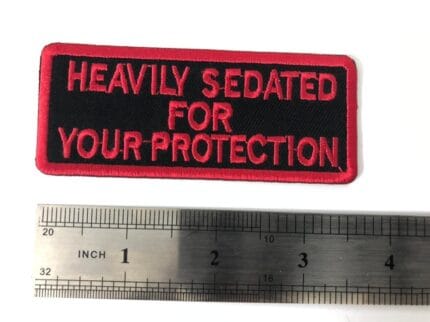 HEAVILY SEDATED
FOR
YOUR PROTECTION
20 10
INCH 1 2 3 4
32 16